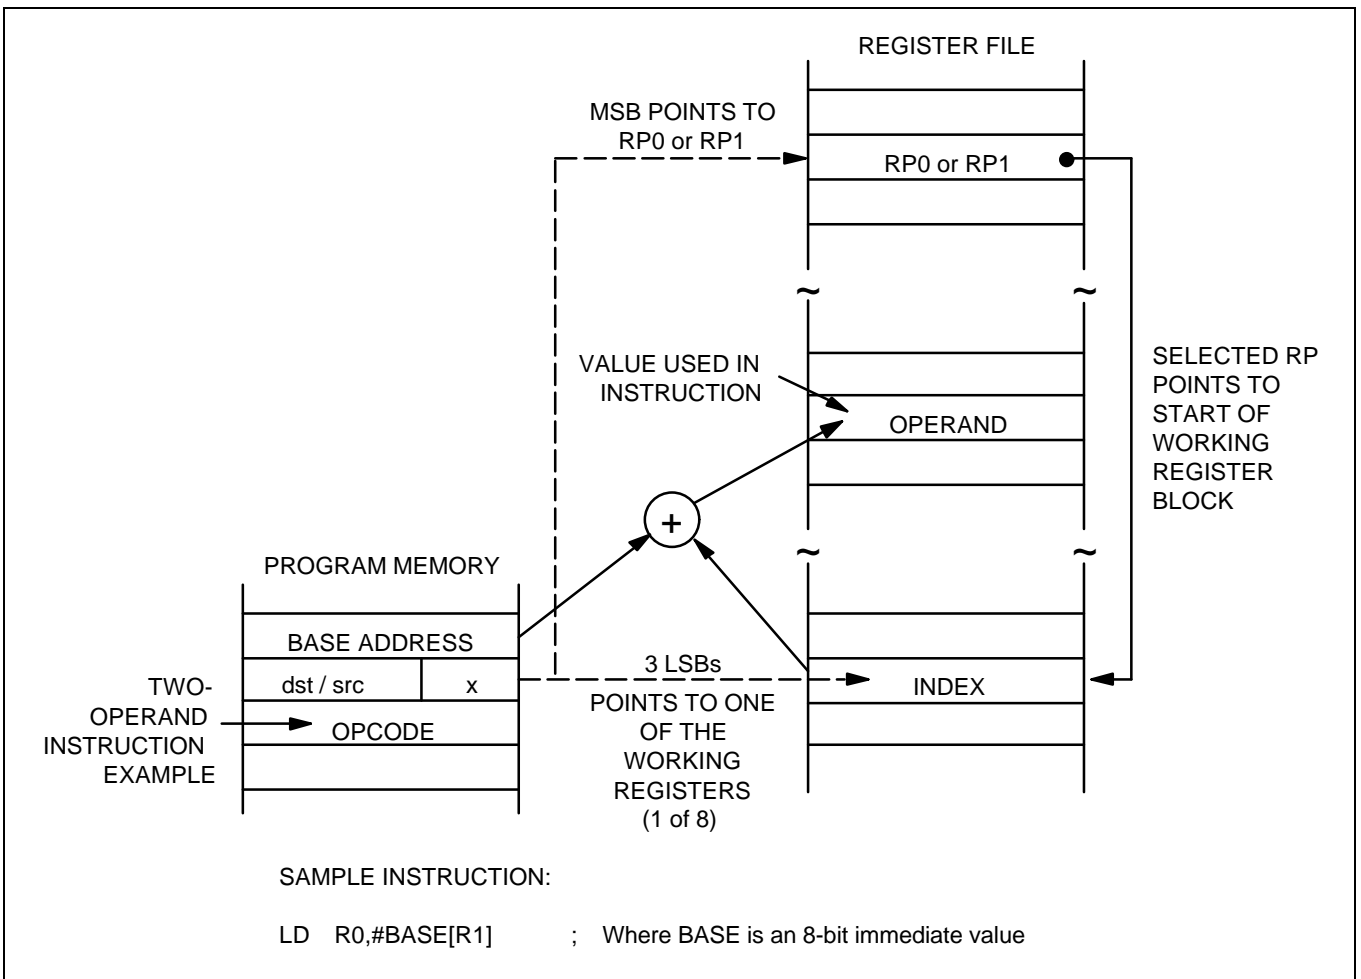 REGISTER FILE
MSB POINTS TO
RP0 or RP1
RP0 or RP1
~ ~
VALUE USED IN
INSTRUCTION
OPERAND
SELECTED RP
POINTS TO
START OF
WORKING
REGISTER
BLOCK
+
~ ~
PROGRAM MEMORY
BASE ADDRESS
dst / src x
OPCODE
TWO-
OPERAND
INSTRUCTION
EXAMPLE
3 LSBs
POINTS TO ONE
OF THE
WORKING
REGISTERS
(1 of 8)
INDEX
SAMPLE INSTRUCTION:
LD R0,#BASE[R1] ; Where BASE is an 8-bit immediate value